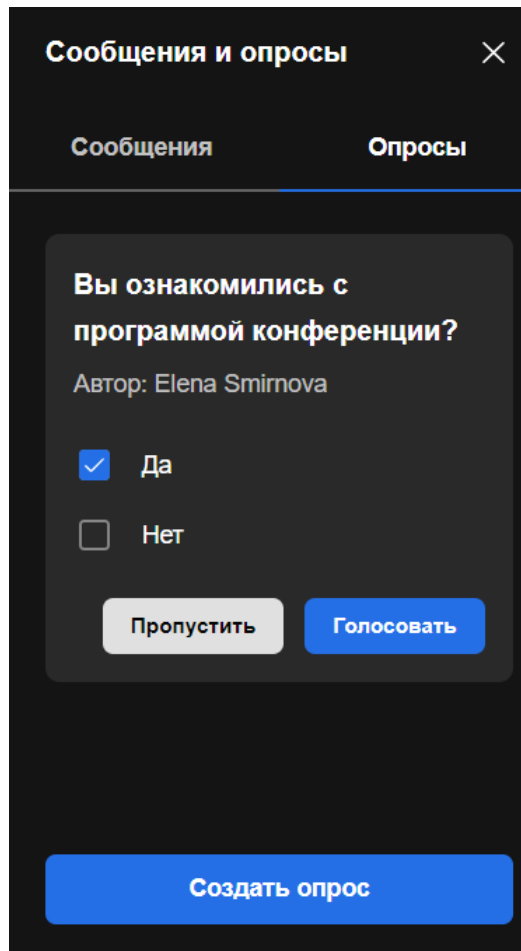 Сообщения и опросы
Сообщения Опросы
Вы ознакомились с
программой конференции?
Автор: Elena Smirnova
Да
Нет
Пропустить Голосовать
Создать опрос